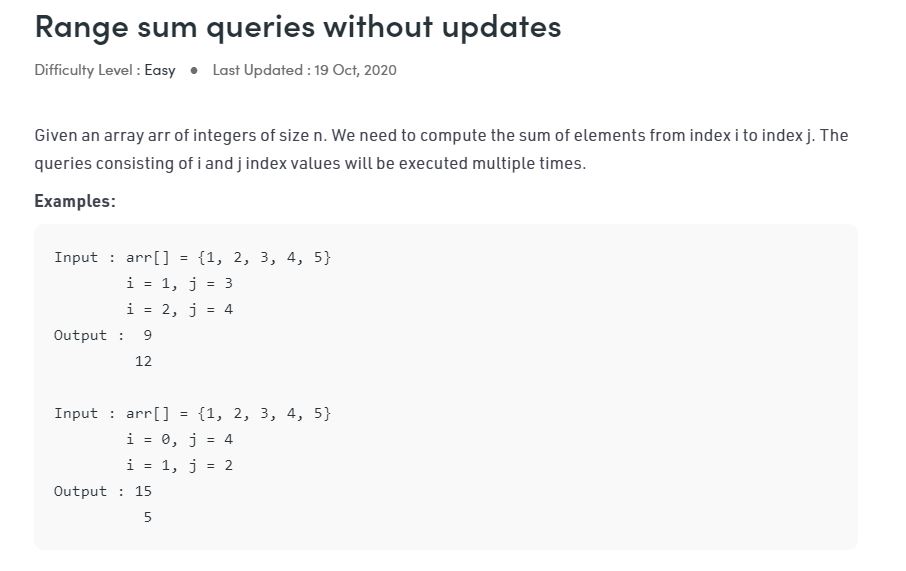 Range sum queries without updates
Difficulty Level : Easy ● Last Updated : 19 Oct, 2020
Given an array arr of integers of size n. We need to compute the sum of elements from index i to index j. The
queries consisting of i and j index values will be executed multiple times.
Examples:
Input : arr[] = {1, 2, 3, 4, 5}
i = 1, j = 3
i = 2, j = 4
Output : 9
12
Input : arr[] = {1, 2, 3, 4, 5}
i = 0, j = 4
i = 1, j = 2
Output : 15
5